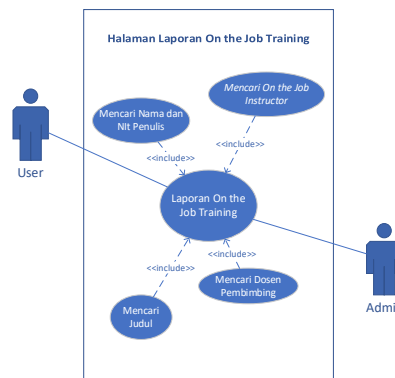 Halaman Laporan On the Job Training
Mencari On the Job
Instructor
Mencari Nama dan
NIt Penulis
<<include>>
<<include>>
User
Laporan On the
Job Training
<<include>>
<<include>>
Mencari Dosen
Pembimbing
Mencari
Judul
Admi